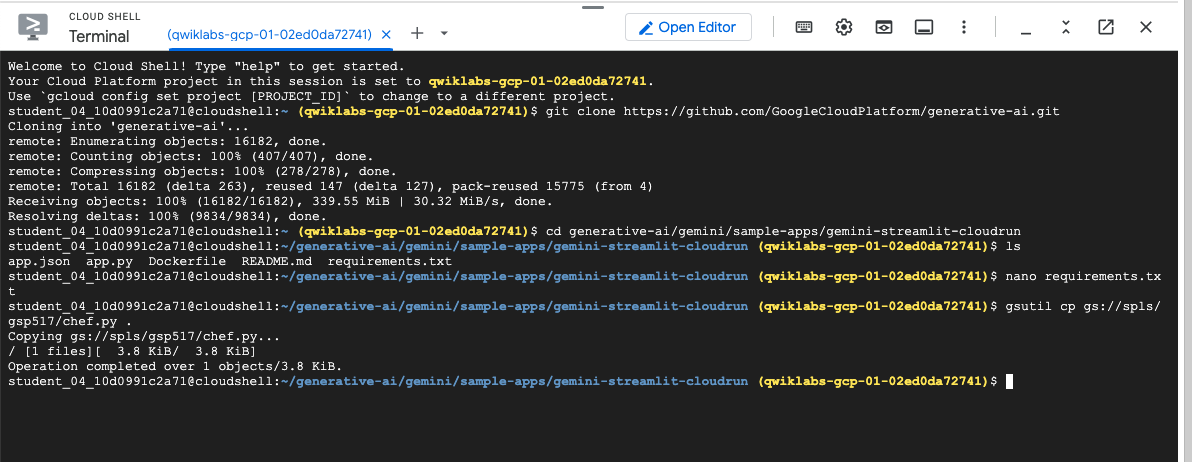 CLOUD SHELL
Terminal
(qwiklabs-gcp-01-02ed0da72741)
Open Editor
Welcome to Cloud Shell! Type "help" to get started.
Your Cloud Platform project in this session is set to qwiklabs-gcp-01-02ed0da72741.
Use `gcloud config set project [PROJECT_ID]` to change to a different project.
student_04_10d0991c2a71@cloudshell:~ (qwiklabs-gcp-01-02ed0da72741)$ git clone https://github.com/GoogleCloudPlatform/generative-ai.git
Cloning into 'generative-ai'...
remote: Enumerating objects: 16182, done.
remote: Counting objects: 100% (407/407), done.
remote: Compressing objects: 100% (278/278), done.
remote: Total 16182 (delta 263), reused 147 (delta 127), pack-reused 15775 (from 4)
Receiving objects: 100% (16182/16182), 339.55 MiB | 30.32 MiB/s, done.
Resolving deltas: 100% (9834/9834), done.
student_04_10d0991c2a71@cloudshell:~ (qwiklabs-gcp-01-02ed0da72741)$ cd generative-ai/gemini/sample-apps/gemini-streamlit-cloudrun
student_04_10d0991c2a71@cloudshell:~/generative-ai/gemini/sample-apps/gemini-streamlit-cloudrun (qwiklabs-gcp-01-02ed0da72741)$ ls
app.json  app.py  Dockerfile  README.md  requirements.txt
student_04_10d0991c2a71@cloudshell:~/generative-ai/gemini/sample-apps/gemini-streamlit-cloudrun (qwiklabs-gcp-01-02ed0da72741)$ nano requirements.tx
t
student_04_10d0991c2a71@cloudshell:~/generative-ai/gemini/sample-apps/gemini-streamlit-cloudrun (qwiklabs-gcp-01-02ed0da72741)$ gsutil cp gs://spls/
gsp517/chef.py .
Copying gs://spls/gsp517/chef.py...
/ [1 files][  3.8 KiB/  3.8 KiB]
Operation completed over 1 objects/3.8 KiB.
student_04_10d0991c2a71@cloudshell:~/generative-ai/gemini/sample-apps/gemini-streamlit-cloudrun (qwiklabs-gcp-01-02ed0da72741)$